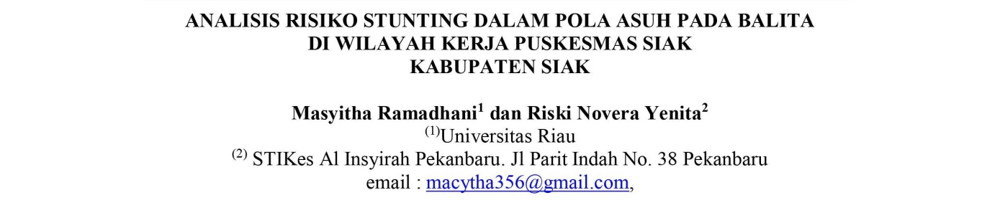 ANALISIS RISIKO STUNTING DALAM POLA ASUH PADA BALITA
DI WILAYAH KERJA PUSKESMAS SIAK
KABUPATEN SIAK
Masyitha Ramadhani¹ dan Riski Novera Yenita²
⁽¹⁾Universitas Riau
⁽²⁾ STIKes Al Insyirah Pekanbaru. Jl Parit Indah No. 38 Pekanbaru
email : macytha356@gmail.com,